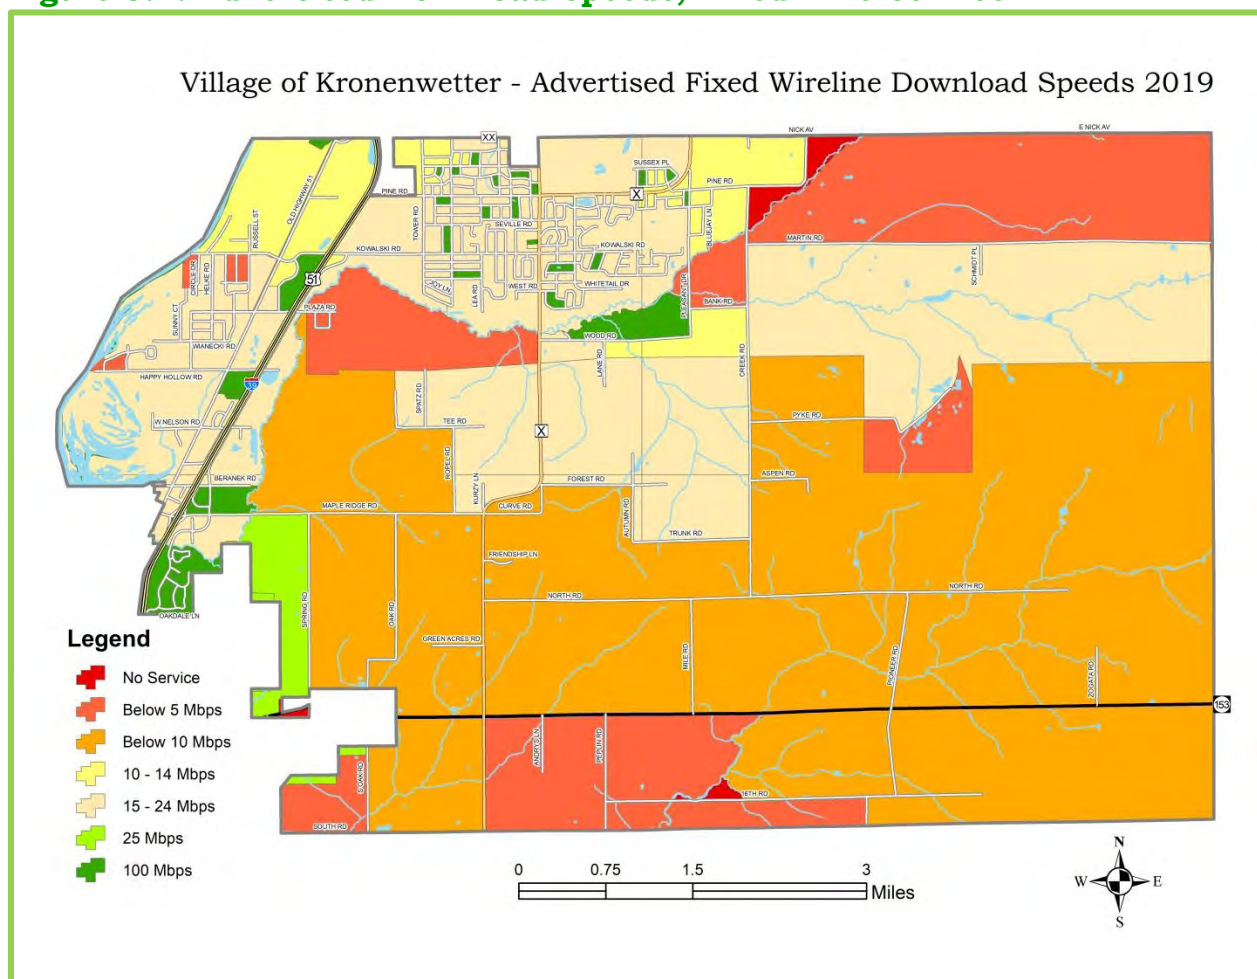 Village of Kronenwetter - Advertised Fixed Wireline Download Speeds 2019
XX
NICK AV
E NICK AV
OLD HIGHWAY 51
PINE RD
SUSSEX PL
X
PINE RD
RUSSELL ST
TOWER RD
SEVILLE RD
BLUEJAY LN
KOWALSKI RD
KOWALSKI RD
MARTIN RD
CIRCLE DR
HELKE RD
51
JOY LN
LEA RD
WEST RD
WHITETAIL DR
PLEASANT DR
SCHMIDT PL
PLAZA RD
BANK RD
SUNNY CT
WIANECKI RD
WOOD RD
LANE RD
CREEK RD
HAPPY HOLLOW RD
39
SPATZ RD
W NELSON RD
TEE RD
X
PYKE RD
ROPEL RD
BERANEK RD
KURZY LN
FOREST RD
ASPEN RD
MAPLE RIDGE RD
CURVE RD
AUTUMN RD
TRUNK RD
FRIENDSHIP LN
NORTH RD
NORTH RD
OAKDALE LN
SPRING RD
OAK RD
GREEN ACRES RD
MILE RD
PIONEER RD
ZOGATA RD
153
ANDRYS LN
PEPLIN RD
S OAK RD
16TH RD
SOUTH RD
Legend
No Service
Below 5 Mbps
Below 10 Mbps
10 - 14 Mbps
15 - 24 Mbps
25 Mbps
100 Mbps
0 0.75 1.5 3
Miles
N
W E
S